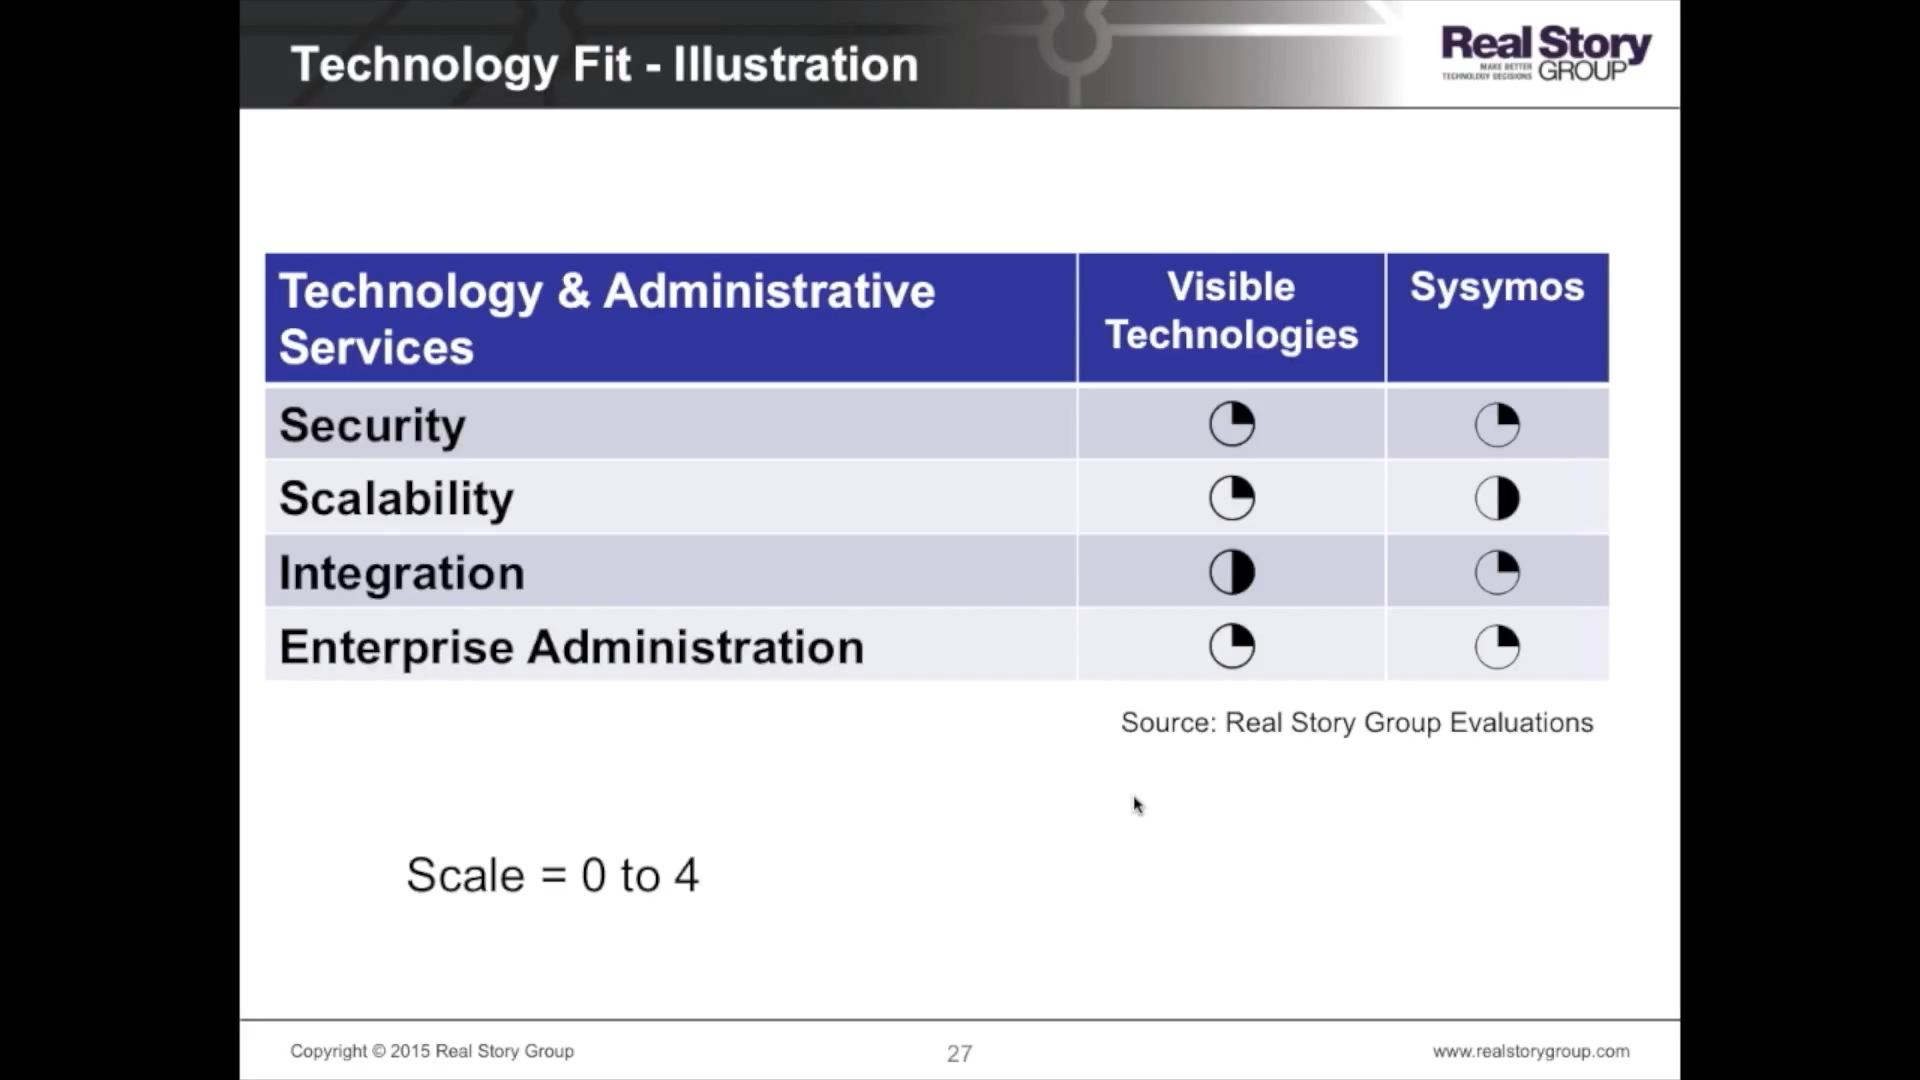 Technology Fit - Illustration
Real Story
MAKE BETTER
TECHNOLOGY DECISIONS
GROUP
Technology & Administrative
Services
Visible
Technologies
Sysymos
Security
Scalability
Integration
Enterprise Administration
Source: Real Story Group Evaluations
Scale = 0 to 4
Copyright © 2015 Real Story Group
27
www.realstorygroup.com